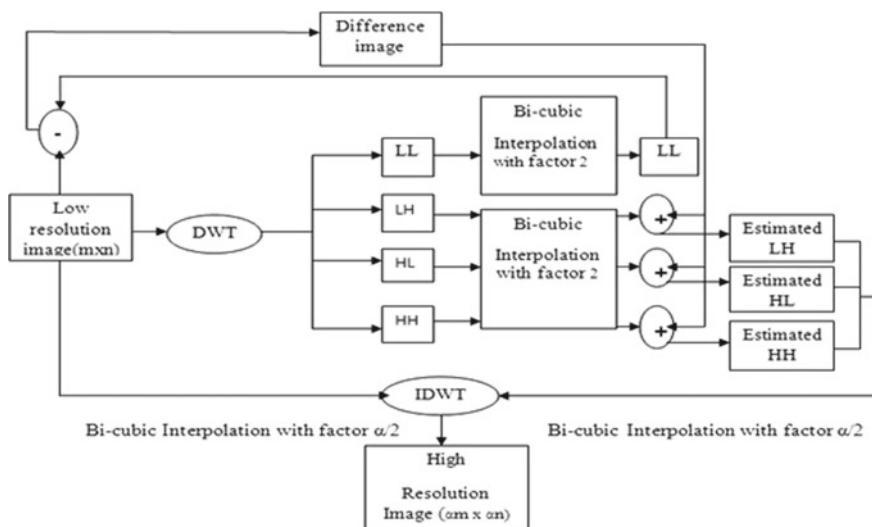 Difference
image
-
Bi-cubic
Interpolation
with factor 2
LL
LL
Low
resolution
image(mxn)
DWT
LH
HL
HH
Bi-cubic
Interpolation
with factor 2
+
+
+
Estimated
LH
Estimated
HL
Estimated
HH
IDWT
Bi-cubic Interpolation with factor α/2
Bi-cubic Interpolation with factor α/2
High
Resolution
Image (αm x αn)